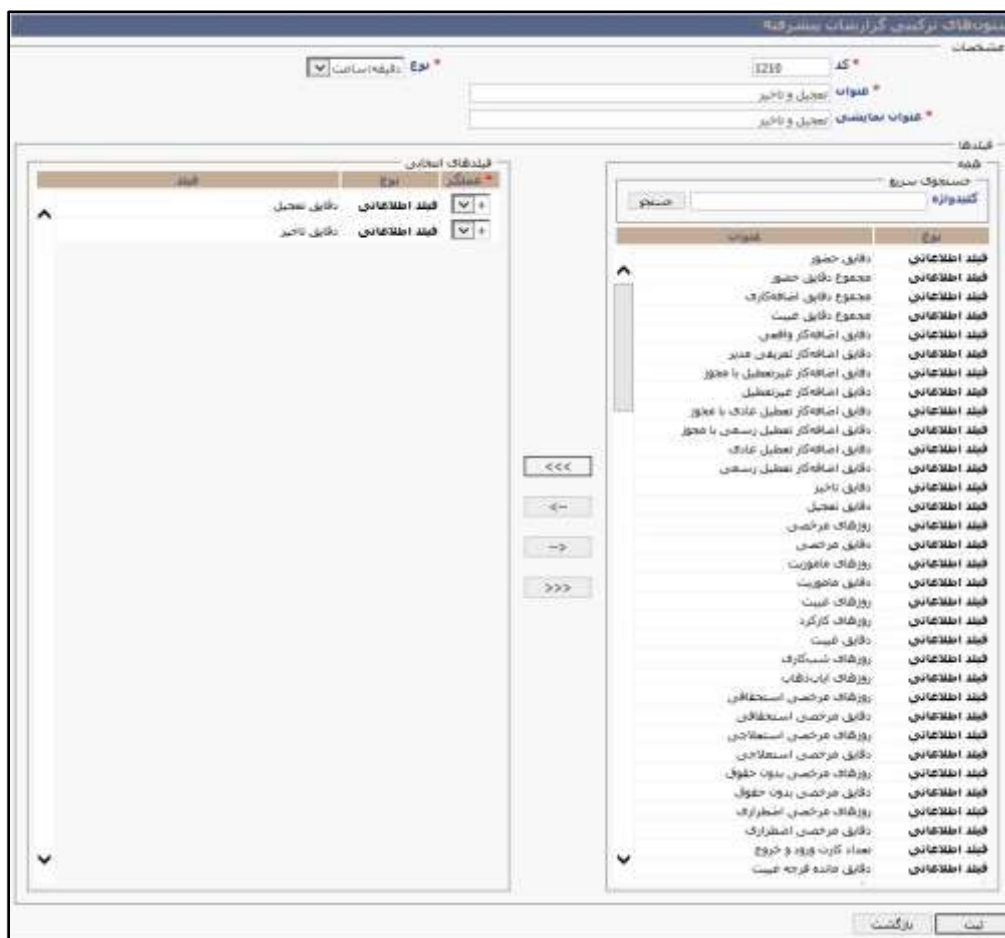 ستون‌های ترکیبی گزارشات پیشرفته
مشخصات
* کد 1210 * نوع دقیقه/ساعت
* عنوان تعجیل و تاخیر
* عنوان نمایشی تعجیل و تاخیر
فیلدها
همه
جستجوی سریع
کلیدواژه جستجو
نوع عنوان
فیلد اطلاعاتی دقایق حضور
فیلد اطلاعاتی مجموع دقایق حضور
فیلد اطلاعاتی مجموع دقایق اضافه‌کاری
فیلد اطلاعاتی مجموع دقایق غیبت
فیلد اطلاعاتی دقایق اضافه‌کار واقعی
فیلد اطلاعاتی دقایق اضافه‌کار تعریفی مدیر
فیلد اطلاعاتی دقایق اضافه‌کار غیرتعطیل با مجوز
فیلد اطلاعاتی دقایق اضافه‌کار غیرتعطیل
فیلد اطلاعاتی دقایق اضافه‌کار تعطیل عادی با مجوز
فیلد اطلاعاتی دقایق اضافه‌کار تعطیل رسمی با مجوز
فیلد اطلاعاتی دقایق اضافه‌کار تعطیل عادی
فیلد اطلاعاتی دقایق اضافه‌کار تعطیل رسمی
فیلد اطلاعاتی دقایق تاخیر
فیلد اطلاعاتی دقایق تعجیل
فیلد اطلاعاتی روزهای مرخصی
فیلد اطلاعاتی دقایق مرخصی
فیلد اطلاعاتی روزهای ماموریت
فیلد اطلاعاتی دقایق ماموریت
فیلد اطلاعاتی روزهای غیبت
فیلد اطلاعاتی روزهای کارکرد
فیلد اطلاعاتی دقایق غیبت
فیلد اطلاعاتی روزهای شب‌کاری
فیلد اطلاعاتی روزهای ایاب‌ذهاب
فیلد اطلاعاتی روزهای مرخصی استحقاقی
فیلد اطلاعاتی دقایق مرخصی استحقاقی
فیلد اطلاعاتی روزهای مرخصی استعلاجی
فیلد اطلاعاتی دقایق مرخصی استعلاجی
فیلد اطلاعاتی روزهای مرخصی بدون حقوق
فیلد اطلاعاتی دقایق مرخصی بدون حقوق
فیلد اطلاعاتی روزهای مرخصی اضطراری
فیلد اطلاعاتی دقایق مرخصی اضطراری
فیلد اطلاعاتی تعداد کارت ورود و خروج
فیلد اطلاعاتی دقایق مانده فرجه غیبت
<<<
<--
-->
>>>
فیلدهای انتخابی
* عملگر نوع فیلد
+ فیلد اطلاعاتی دقایق تعجیل
+ فیلد اطلاعاتی دقایق تاخیر
ثبت بازگشت